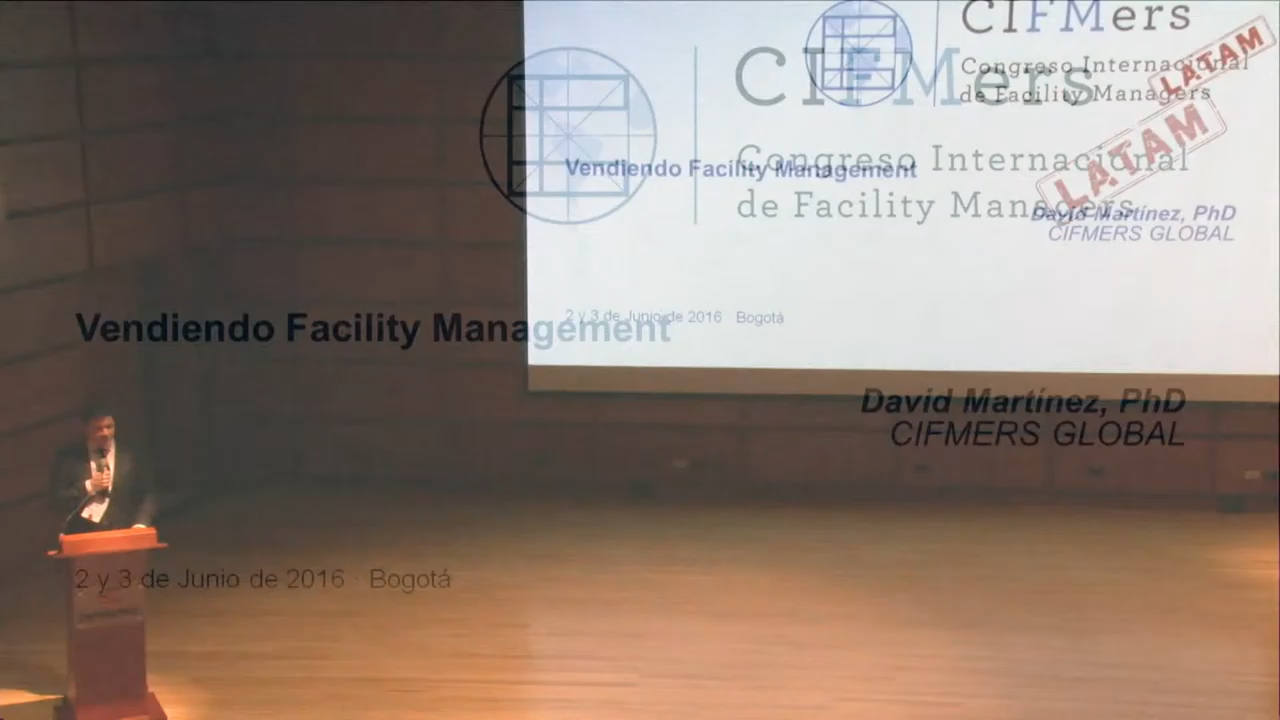 CIFMers
Congreso Internacional
de Facility Managers
LATAM
Vendiendo Facility Management
David Martínez, PhD
CIFMERS GLOBAL
2 y 3 de Junio de 2016 · Bogotá
CIFMers
Congreso Internacional
de Facility Managers
LATAM
Vendiendo Facility Management
David Martínez, PhD
CIFMERS GLOBAL
2 y 3 de Junio de 2016 · Bogotá